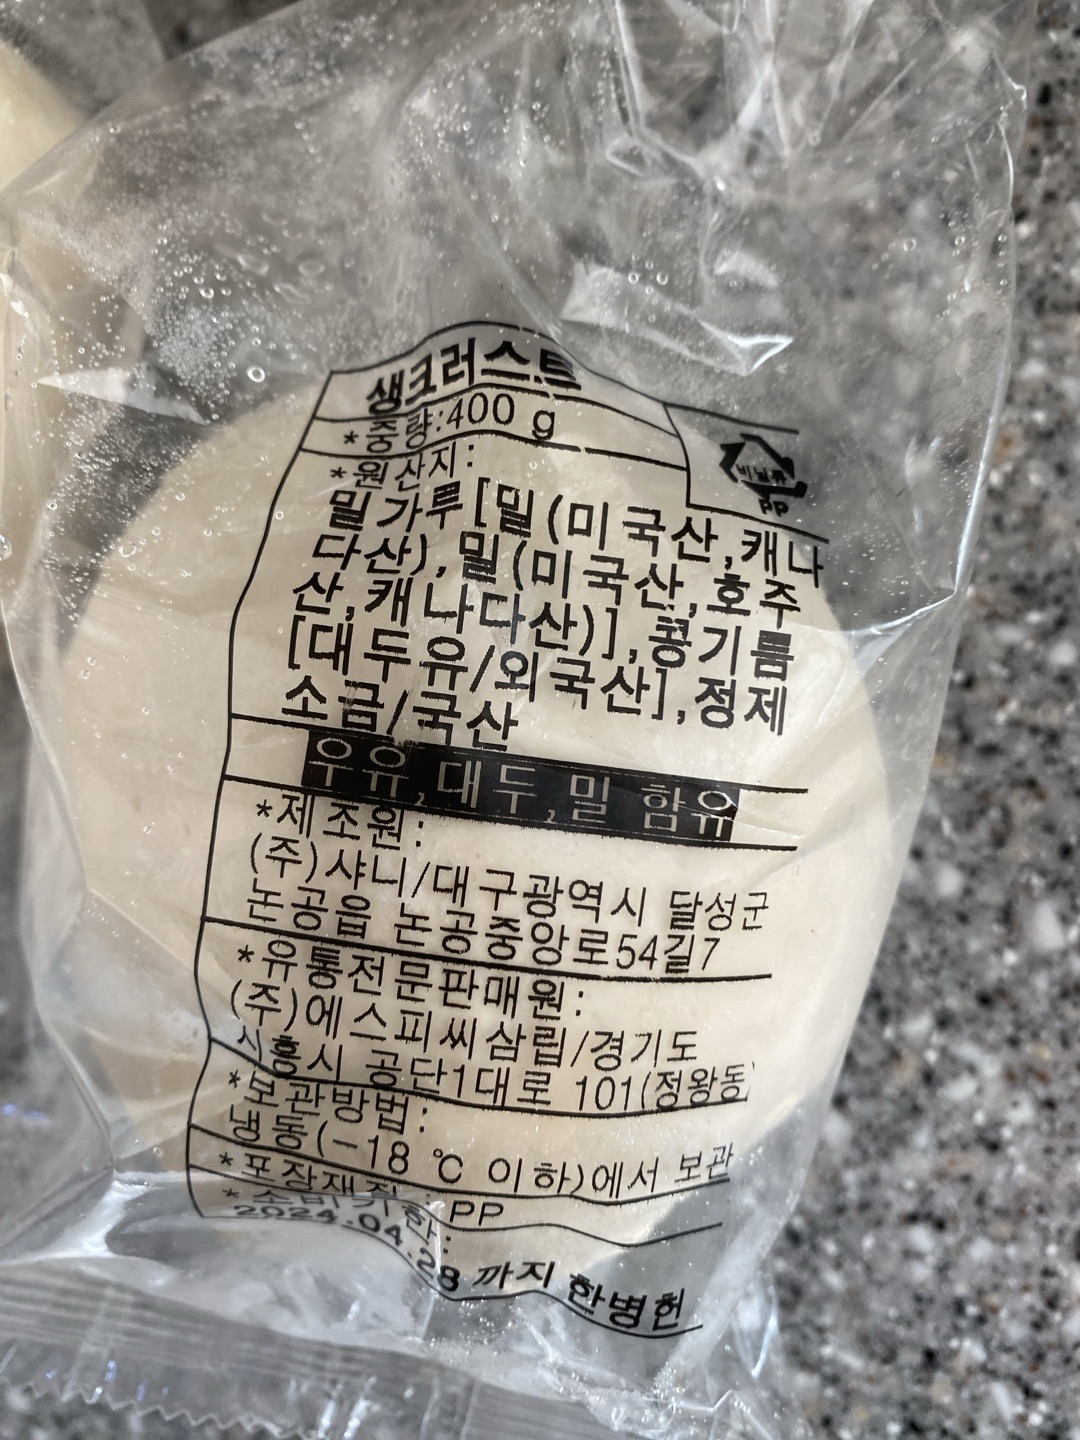 생크러스트
*중량:400 g
비닐류
PP
*원산지:
밀가루[밀(미국산,캐나
다산),밀(미국산,호주
산,캐나다산)],콩기름
[대두유/외국산],정제
소금/국산
우유,대두,밀 함유
*제조원:
(주)샤니/대구광역시 달성군
논공읍 논공중앙로54길7
*유통전문판매원:
(주)에스피씨삼립/경기도
시흥시 공단1대로 101(정왕동)
*보관방법:
냉동(-18 ℃ 이하)에서 보관
*포장재질:PP
*소비기한:
2024.04.28 까지 한병헌